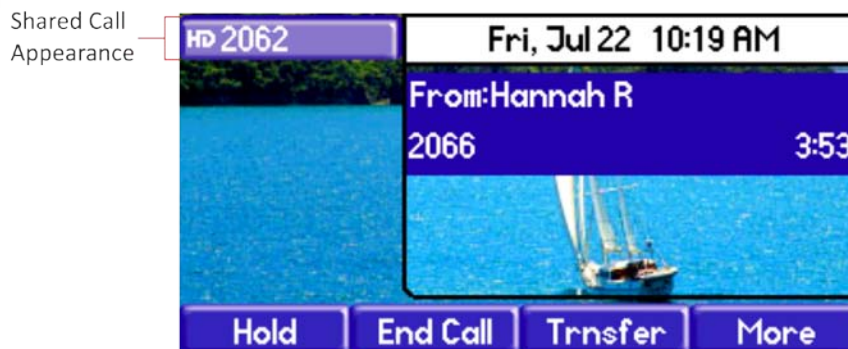 Shared Call
Appearance
HD 2062
Fri, Jul 22 10:19 AM
From:Hannah R
2066 3:53
Hold End Call Trnsfer More